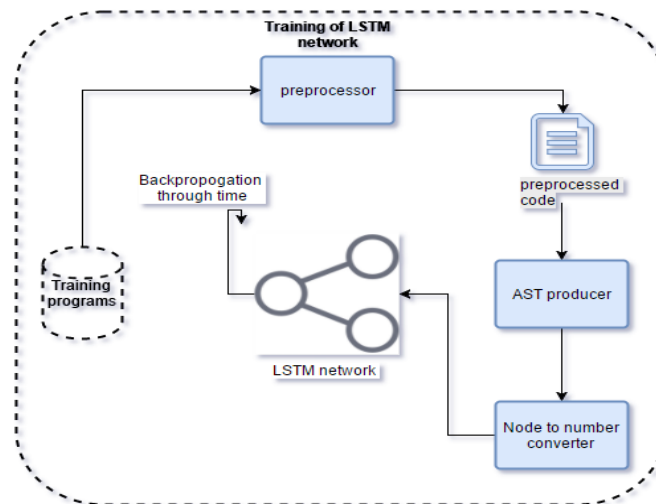 Training of LSTM
network
preprocessor
preprocessed
code
Backpropogation
through time
Training
programs
AST producer
LSTM network
Node to number
converter